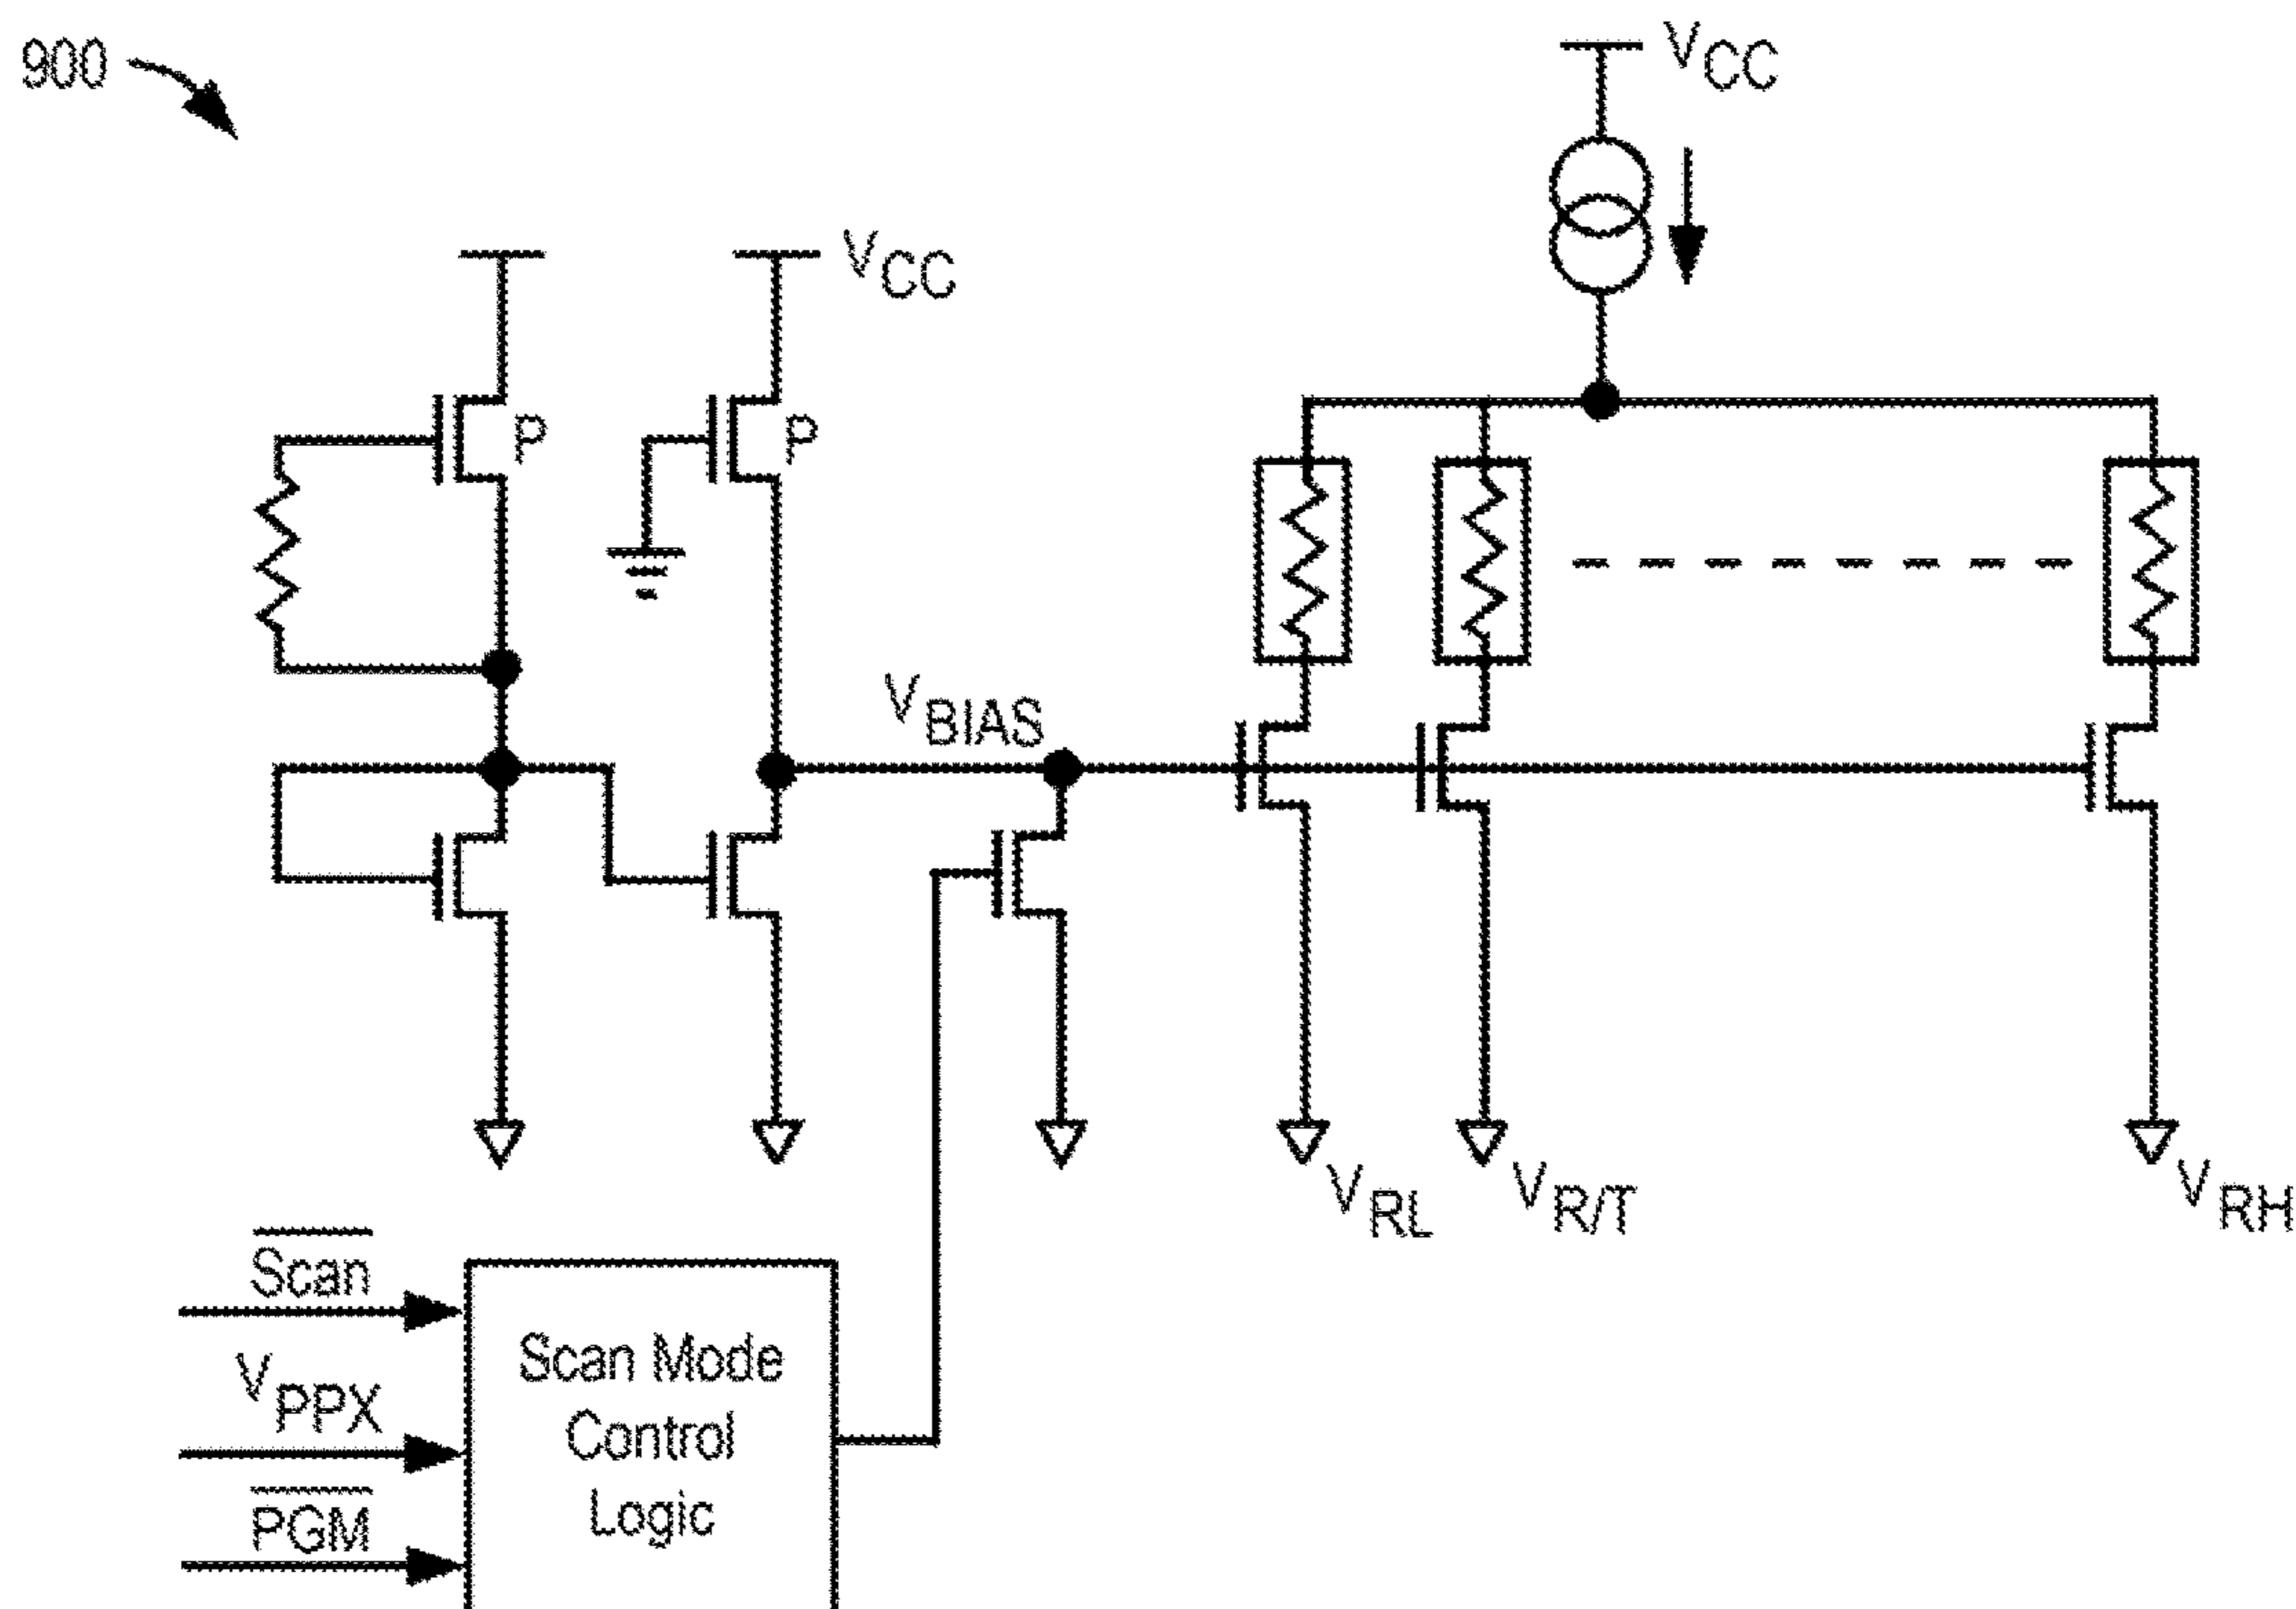 900
VCC
VCC
P
P
VBIAS
VRL
VR/T
VRH
Scan
VPPX
PGM
Scan Mode
Control
Logic